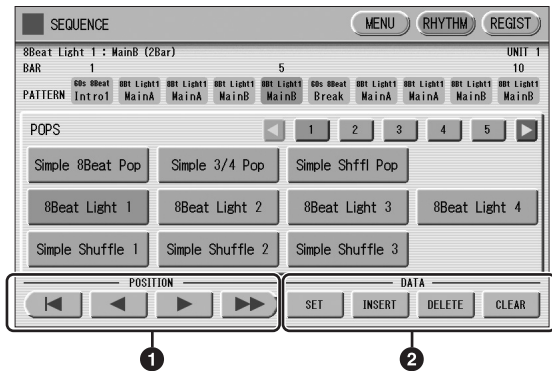 SEQUENCE MENU RHYTHM REGIST
8Beat Light 1 : MainB (2Bar) UNIT 1
BAR 1 5 10
60s 8Beat 8Bt Light1 8Bt Light1 8Bt Light1 8Bt Light1 60s 8Beat 8Bt Light1 8Bt Light1 8Bt Light1 8Bt Light1
PATTERN Intro1 MainA MainA MainB MainB Break MainA MainA MainB MainB
POPS 1 2 3 4 5
Simple 8Beat Pop Simple 3/4 Pop Simple Shffl Pop
8Beat Light 1 8Beat Light 2 8Beat Light 3 8Beat Light 4
Simple Shuffle 1 Simple Shuffle 2 Simple Shuffle 3
POSITION DATA
SET INSERT DELETE CLEAR
1 2